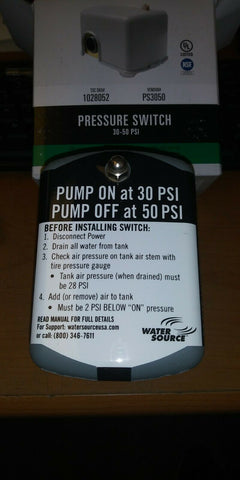 UL
LISTED
NSF
TSC SKU#
1028052
VENDOR#
PS3050
PRESSURE SWITCH
30-50 PSI
PUMP ON at 30 PSI
PUMP OFF at 50 PSI
BEFORE INSTALLING SWITCH:
1. Disconnect Power
2. Drain all water from tank
3. Check air pressure on tank air stem with
tire pressure gauge
• Tank air pressure (when drained) must
be 28 PSI
4. Add (or remove) air to tank
• Must be 2 PSI BELOW "ON" pressure
READ MANUAL FOR FULL DETAILS
For Support: watersourceusa.com
or call: (800) 346-7611
WATER
SOURCE